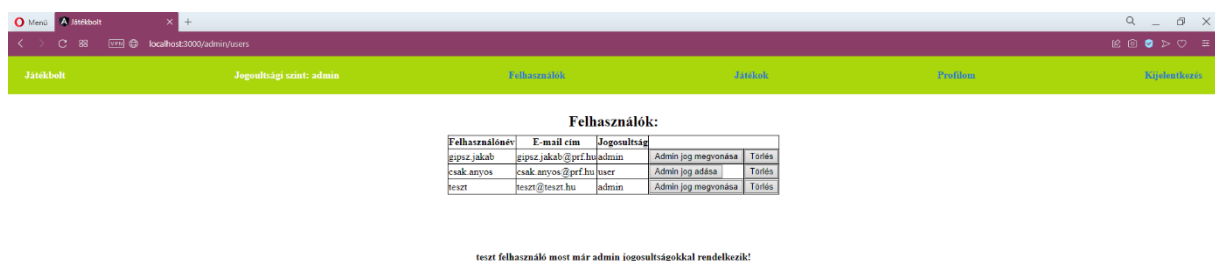 Menü Játékbolt
VPN localhost:3000/admin/users
Játékbolt Jogoultsági szint: admin Felhasználók Játékok Profilom Kijelentkezés
Felhasználók:
Felhasználónév E-mail cím Jogosultság
gipsz.jakab gipsz.jakab@prf.hu admin Admin jog megvonása Törlés
csak.anyos csak.anyos@prf.hu user Admin jog adása Törlés
teszt teszt@teszt.hu admin Admin jog megvonása Törlés
teszt felhasználó most már admin jogosultságokkal rendelkezik!